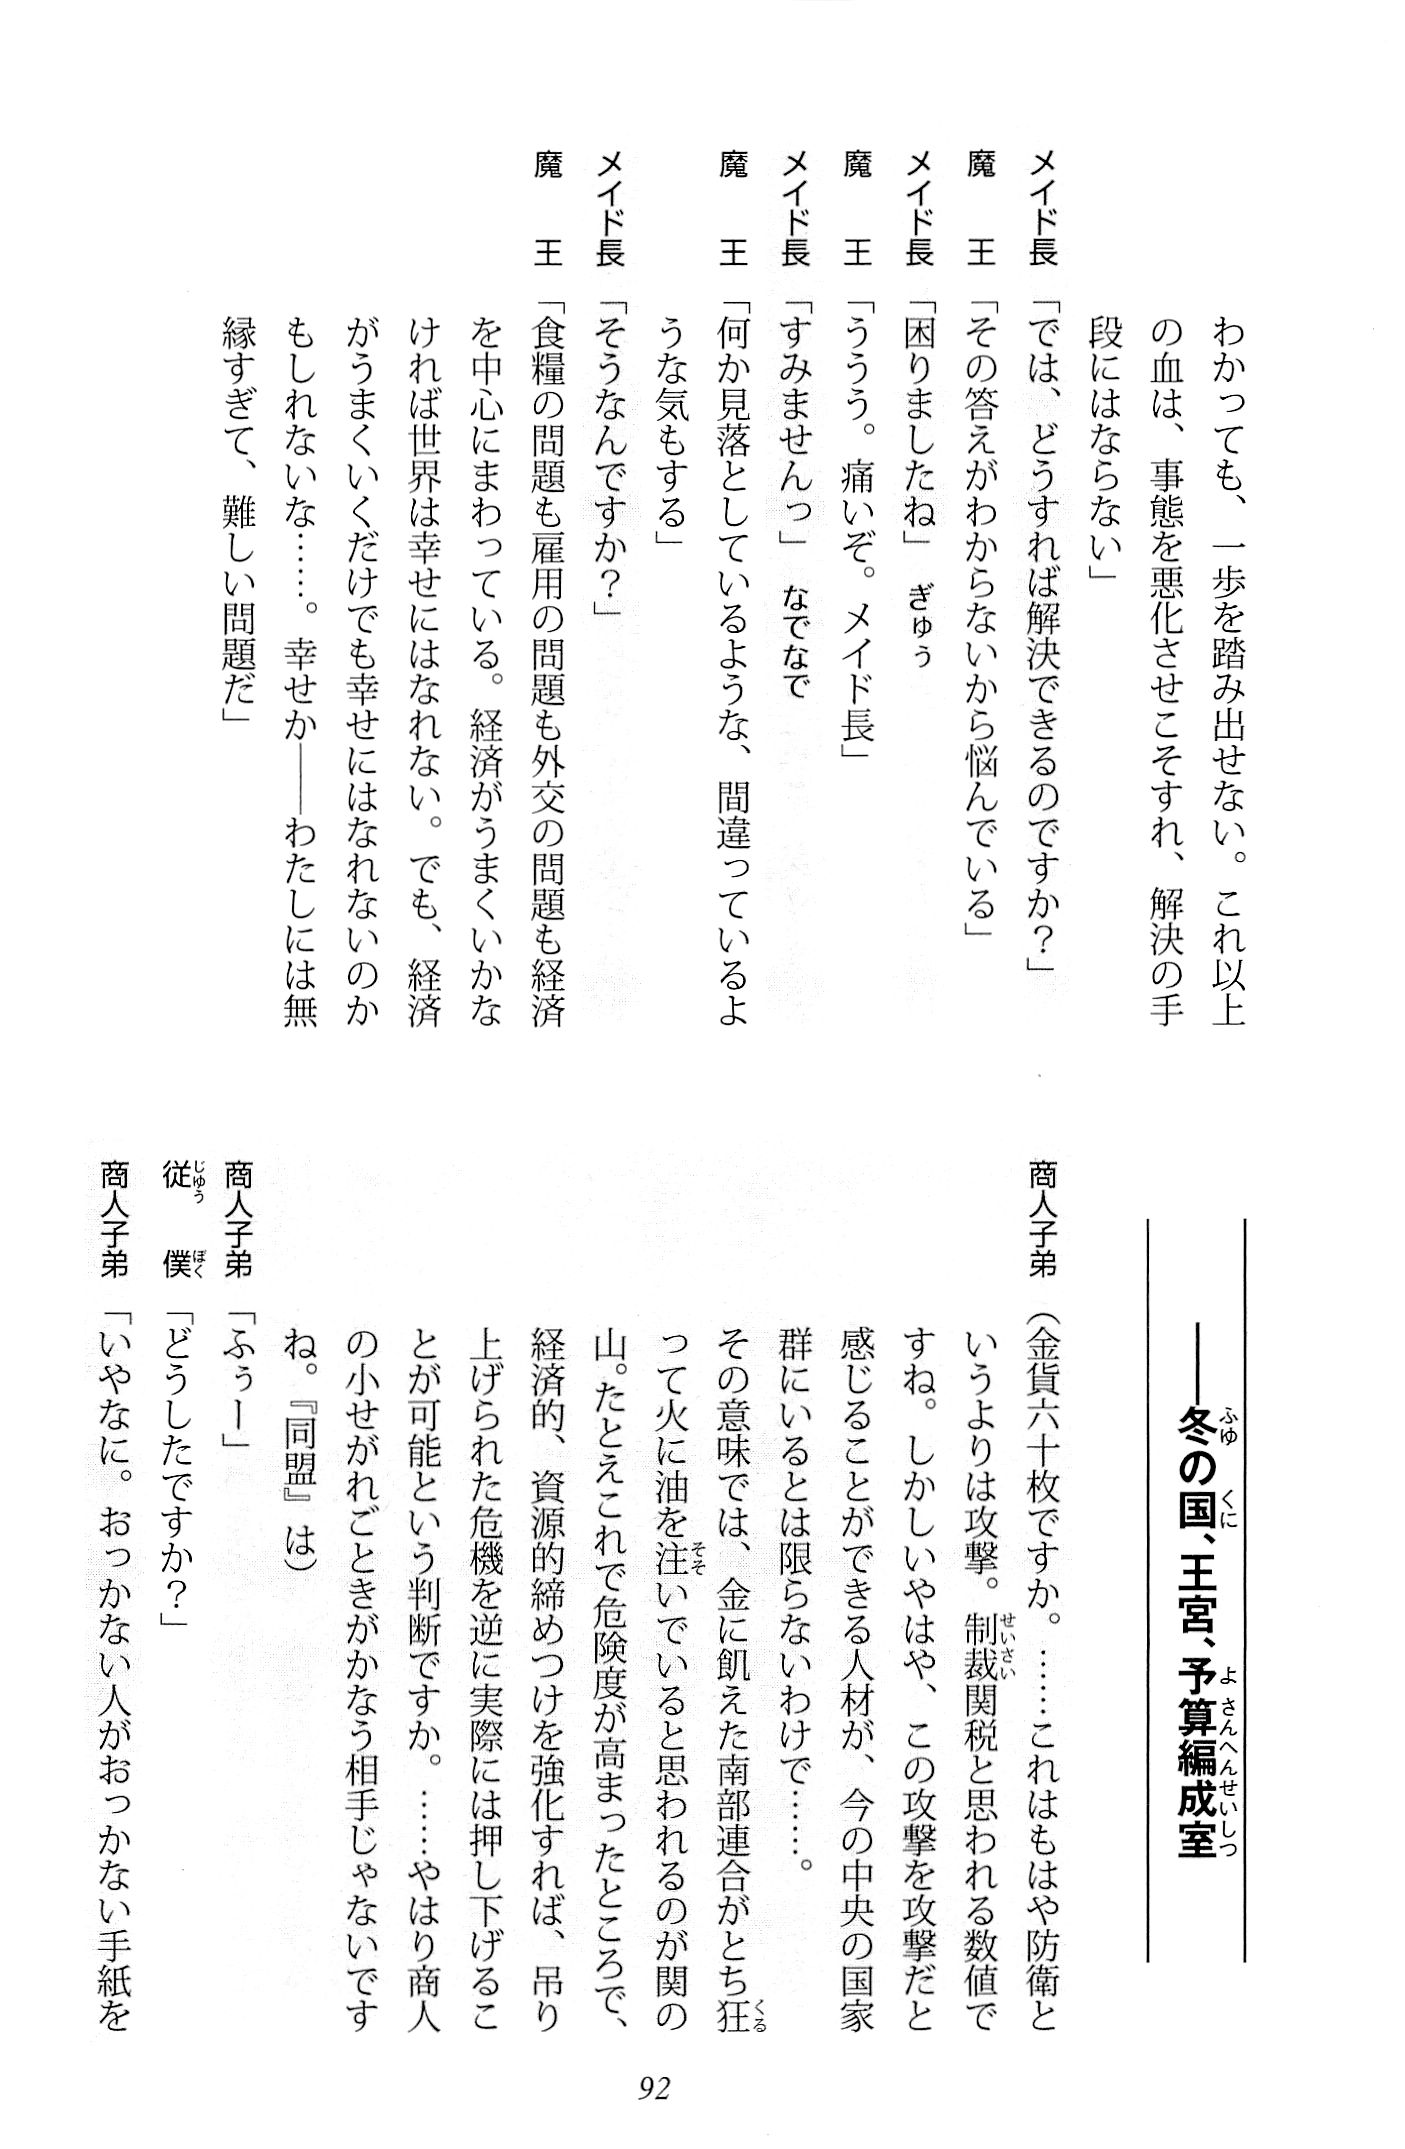 わかっても、一歩を踏み出せない。これ以上
の血は、事態を悪化させこそすれ、解決の手
段にはならない」
メイド長「では、どうすれば解決できるのですか？」
魔　王「その答えがわからないから悩んでいる」
メイド長「困りましたね」　ぎゅぅ
魔　王「ううう。痛いぞ。メイド長」
メイド長「すみませんっ」　なでなで
魔　王「何か見落としているような、間違っているよ
うな気もする」
メイド長「そうなんですか？」
魔　王「食糧の問題も雇用の問題も外交の問題も経済
を中心にまわっている。経済がうまくいかな
ければ世界は幸せにはなれない。でも、経済
がうまくいくだけでも幸せにはなれないのか
もしれないな……。幸せか――わたしには無
縁すぎて、難しい問題だ」
――冬の国、王宮、予算編成室
ふゆ　くに　よさんへんせいしつ
商人子弟（金貨六十枚ですか。……これはもはや防衛と
いうよりは攻撃。制裁関税と思われる数値で
せいさい
すね。しかしいやはや、この攻撃を攻撃だと
感じることができる人材が、今の中央の国家
群にいるとは限らないわけで……。
その意味では、金に飢えた南部連合がとち狂
くる
って火に油を注いでいると思われるのが関の
そそ
山。たとえこれで危険度が高まったところで、
経済的、資源的締めつけを強化すれば、吊り
上げられた危機を逆に実際には押し下げるこ
とが可能という判断ですか。……やはり商人
の小せがれごときがかなう相手じゃないです
ね。『同盟』は）
商人子弟「ふぅー」
従　僕「どうしたですか？」
じゅう　ぼく
商人子弟「いやなに。おっかない人がおっかない手紙を
92